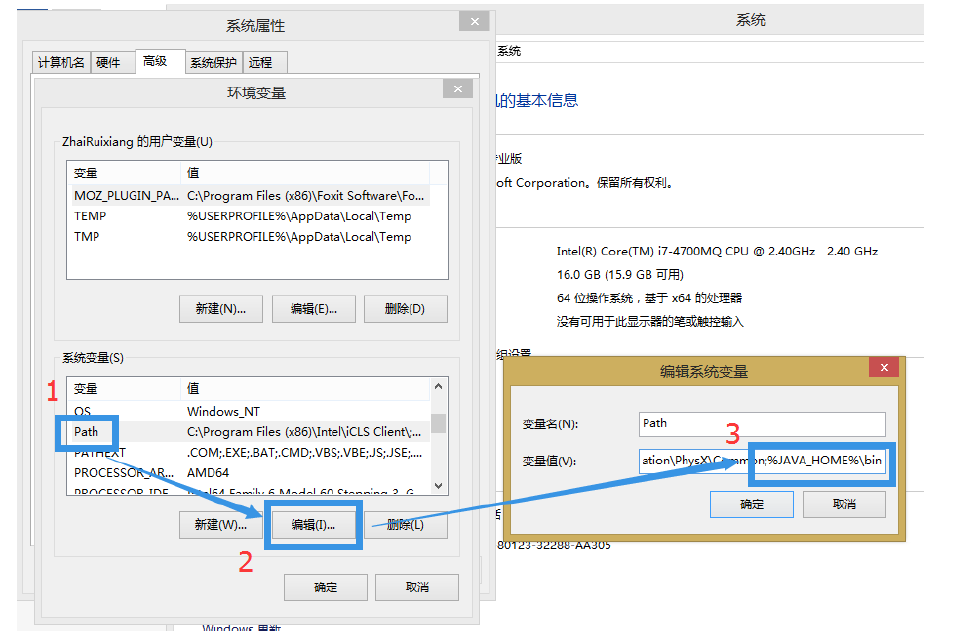 系统属性
系统
计算机名
硬件
高级
系统保护
远程
系统
环境变量
机的基本信息
ZhaiRuixiang 的用户变量(U)
变量
值
MOZ_PLUGIN_PA...
C:\Program Files (x86)\Foxit Software\Fo...
TEMP
%USERPROFILE%\AppData\Local\Temp
TMP
%USERPROFILE%\AppData\Local\Temp
新建(N)...
编辑(E)...
删除(D)
专业版
oft Corporation。保留所有权利。
Intel(R) Core(TM) i7-4700MQ CPU @ 2.40GHz 2.40 GHz
16.0 GB (15.9 GB 可用)
64 位操作系统，基于 x64 的处理器
没有可用于此显示器的笔或触控输入
组设置
系统变量(S)
1
变量
值
OS
Windows_NT
Path
C:\Program Files (x86)\Intel\iCLS Client\;...
PATHEXT
.COM;.EXE;.BAT;.CMD;.VBS;.VBE;.JS;.JSE;...
PROCESSOR_AR...
AMD64
PROCESSOR_IDE
Intel64 Family 6 Model 60 Stepping 3, G
新建(W)...
编辑(I)...
删除(L)
2
确定
取消
编辑系统变量
变量名(N):
Path
3
变量值(V):
ation\PhysX\Common;%JAVA_HOME%\bin
确定
取消
80123-32288-AA305
Windows 更新